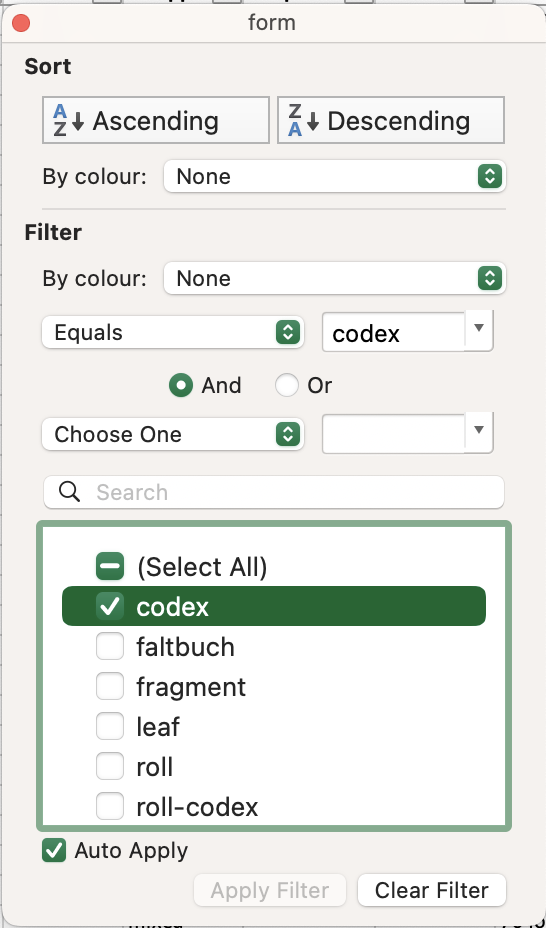 form
Sort
A Z Ascending Z A Descending
By colour: None
Filter
By colour: None
Equals codex
And Or
Choose One
Search
(Select All)
codex
faltbuch
fragment
leaf
roll
roll-codex
Auto Apply
Apply Filter Clear Filter